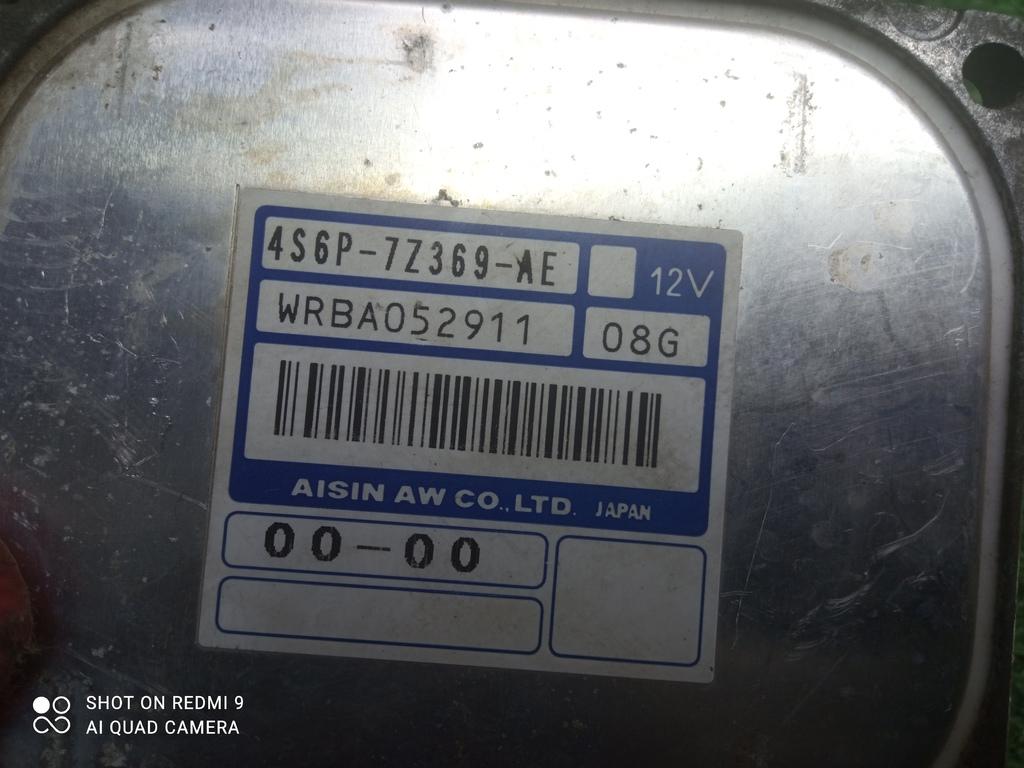 4S6P-7Z369-AE
12V
WRBA052911
08G
AISIN AW CO.,LTD. JAPAN
00-00
SHOT ON REDMI 9
AI QUAD CAMERA